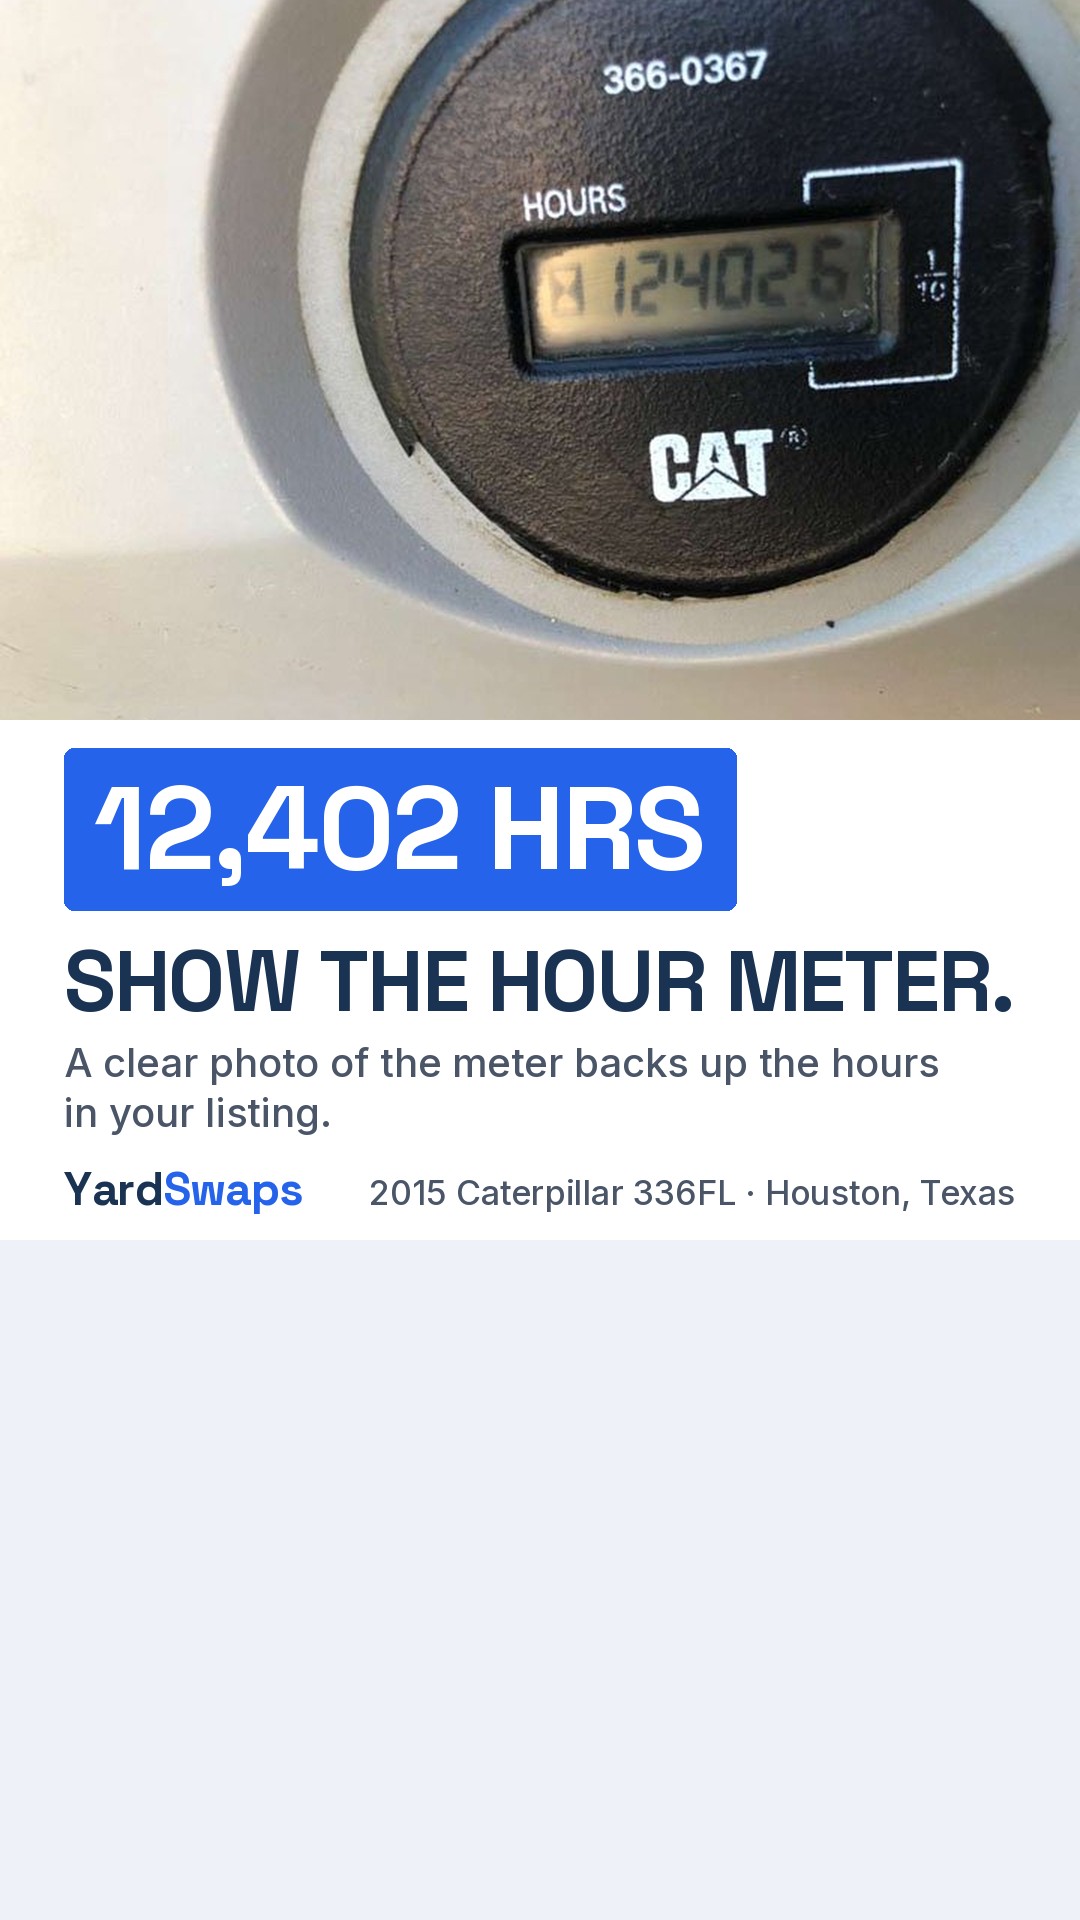 366-0367
HOURS
124026
1
10
CAT®
12,402 HRS
SHOW THE HOUR METER.
A clear photo of the meter backs up the hours
in your listing.
YardSwaps
2015 Caterpillar 336FL · Houston, Texas